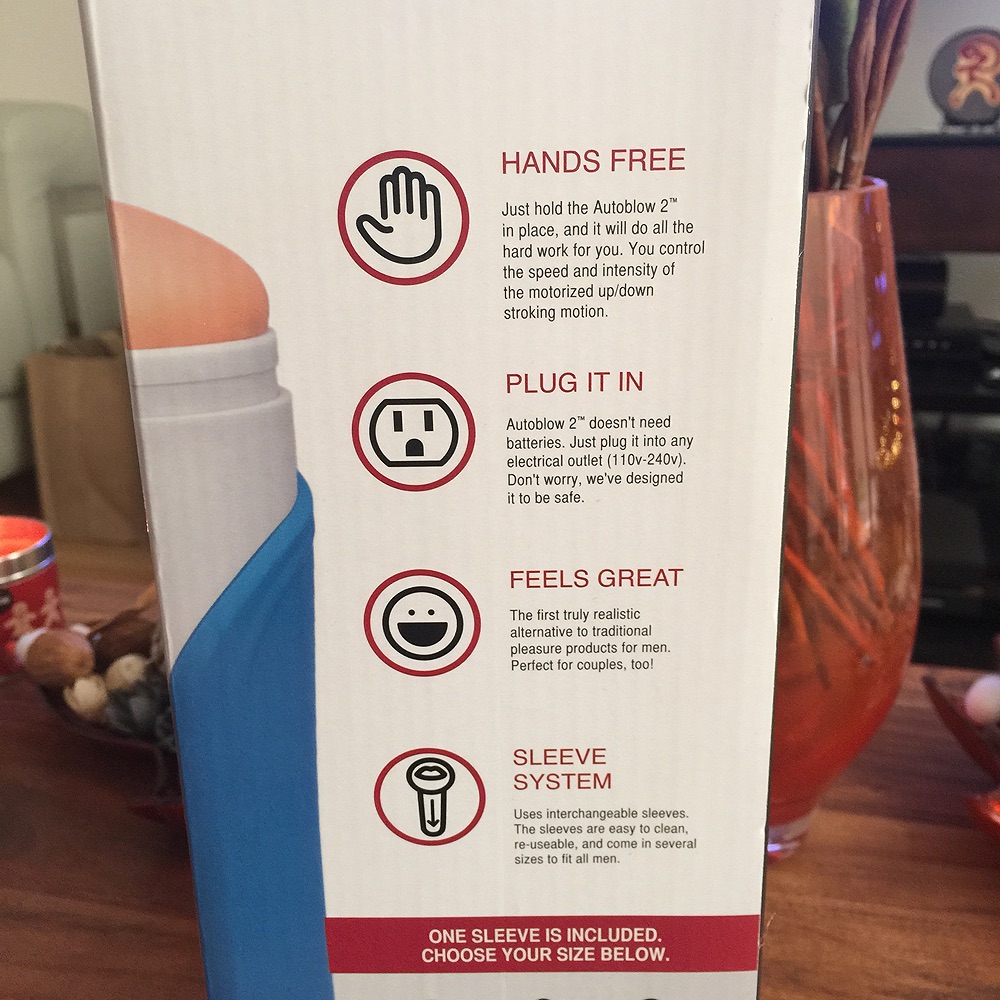 HANDS FREE
Just hold the Autoblow 2™
in place, and it will do all the
hard work for you. You control
the speed and intensity of
the motorized up/down
stroking motion.
PLUG IT IN
Autoblow 2™ doesn't need
batteries. Just plug it into any
electrical outlet (110v-240v).
Don't worry, we've designed
it to be safe.
FEELS GREAT
The first truly realistic
alternative to traditional
pleasure products for men.
Perfect for couples, too!
SLEEVE
SYSTEM
Uses interchangeable sleeves.
The sleeves are easy to clean,
re-useable, and come in several
sizes to fit all men.
ONE SLEEVE IS INCLUDED.
CHOOSE YOUR SIZE BELOW.